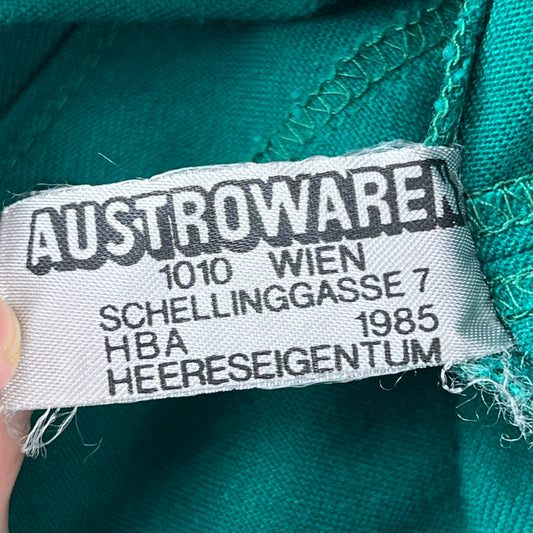 AUSTROWAREN
1010 WIEN
SCHELLINGGASSE 7
HBA 1985
HEERESEIGENTUM